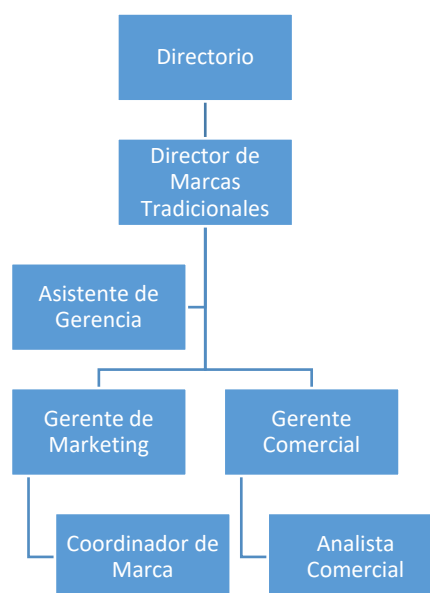 Directorio
Director de
Marcas
Tradicionales
Asistente de
Gerencia
Gerente de
Marketing
Gerente
Comercial
Coordinador de
Marca
Analista
Comercial